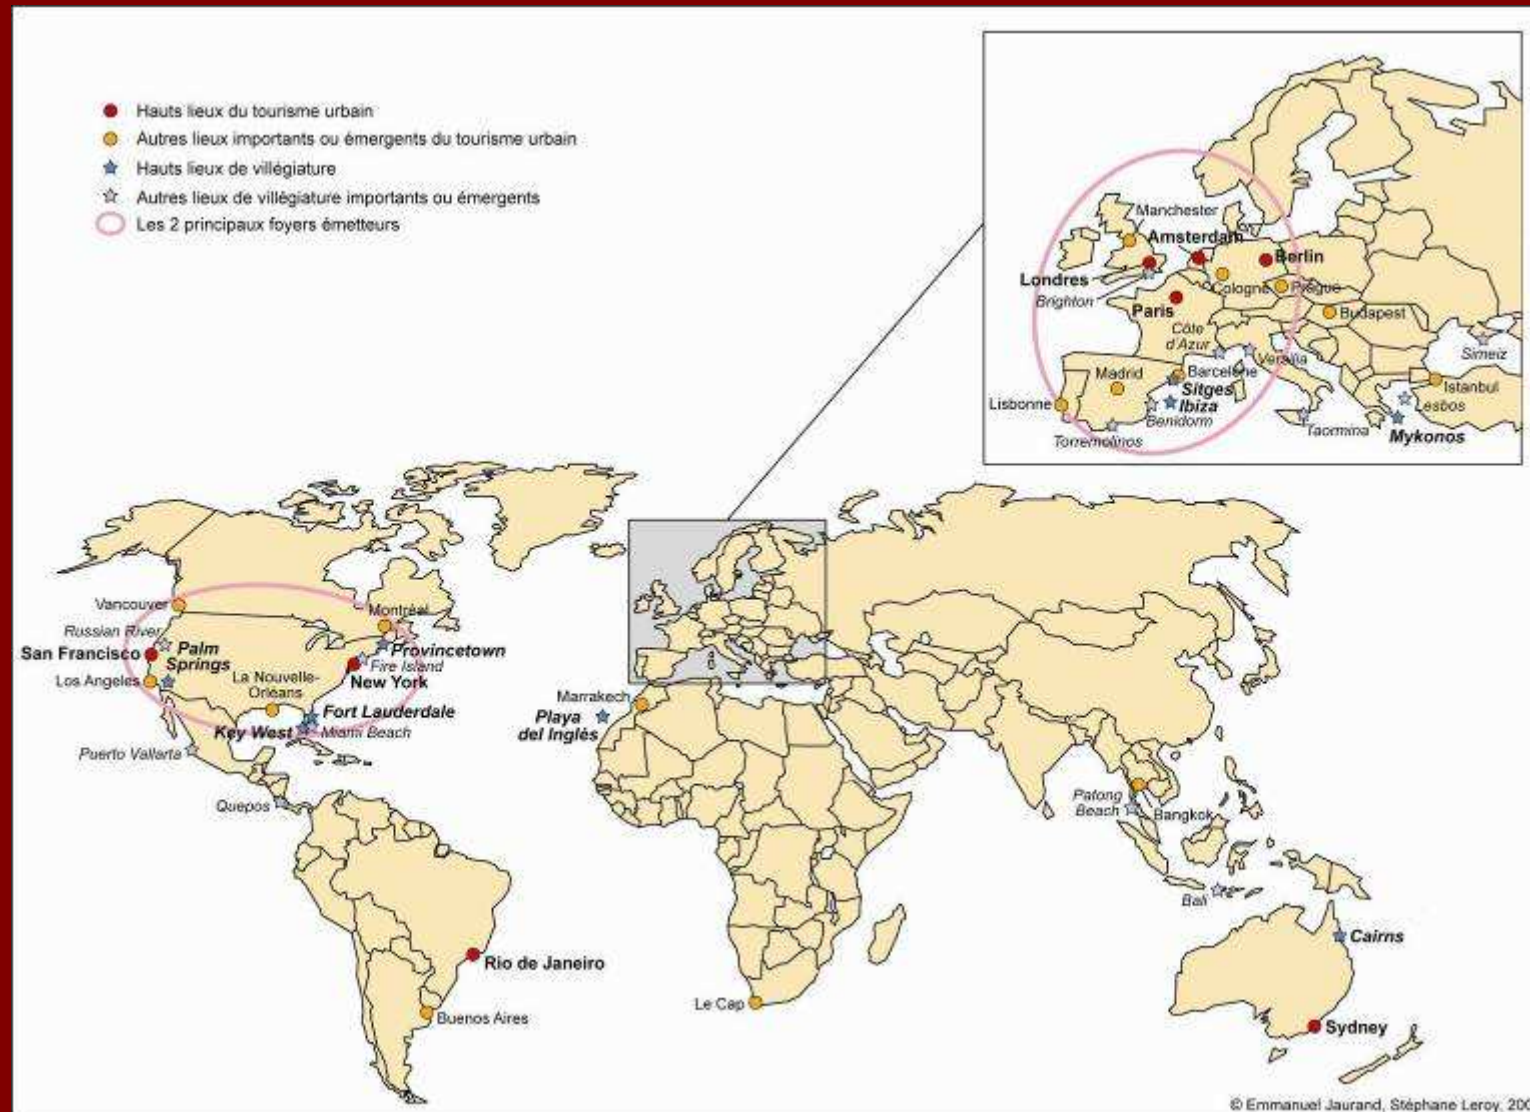 Hauts lieux du tourisme urbain
Autres lieux importants ou émergents du tourisme urbain
Hauts lieux de villégiature
Autres lieux de villégiature importants ou émergents
Les 2 principaux foyers émetteurs
Manchester
Amsterdam
Berlin
Londres
Brighton
Cologne
Prague
Paris
Budapest
Côte
d'Azur
Versilia
Simeiz
Madrid
Barcelone
Sitges
Istanbul
Lisbonne
Ibiza
Lesbos
Benidorm
Taormina
Torremolinos
Mykonos
Vancouver
Montréal
Russian River
Palm
Springs
Provincetown
San Francisco
Fire Island
Los Angeles
La Nouvelle-
Orléans
New York
Fort Lauderdale
Key West
Miami Beach
Puerto Vallarta
Quepos
Marrakech
Playa
del Inglés
Patong
Beach
Bangkok
Bali
Cairns
Rio de Janeiro
Buenos Aires
Le Cap
Sydney
© Emmanuel Jaurand, Stéphane Leroy, 200